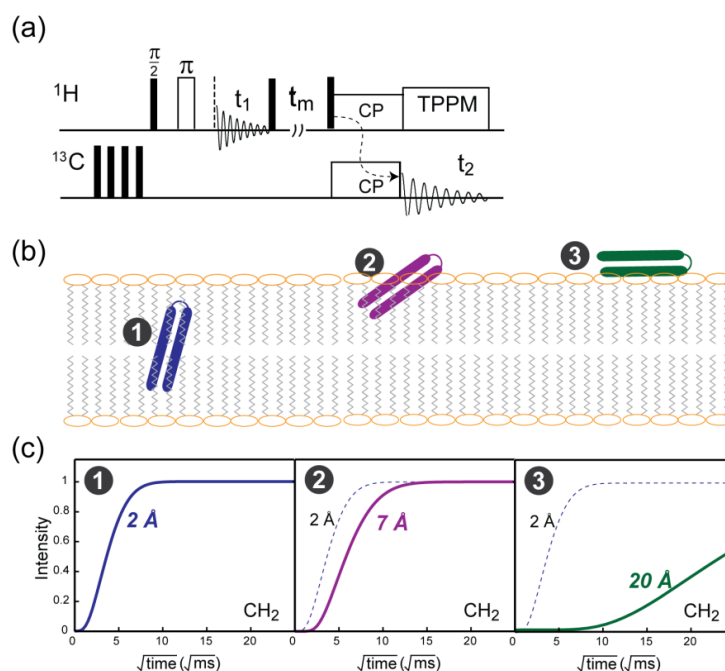 (a)
π/2 π
¹H t₁ tₘ CP TPPM
¹³C CP t₂
(b)
1 2 3
(c)
1 2 3
Intensity
1
0.8
0.6
0.4
0.2
0
2 Å
2 Å 7 Å
2 Å 20 Å
CH₂ CH₂ CH₂
0 5 10 15 20 0 5 10 15 20 0 5 10 15 20
√time (√ms) √time (√ms) √time (√ms)